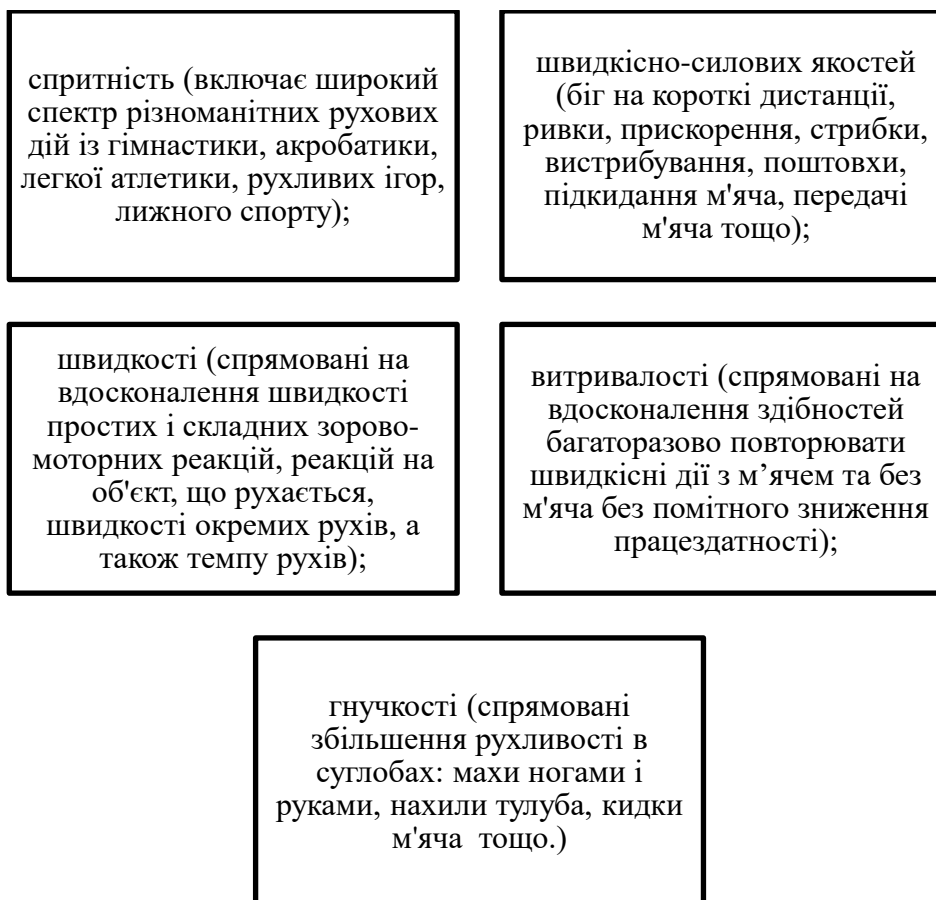 спритність (включає широкий
спектр різноманітних рухових
дій із гімнастики, акробатики,
легкої атлетики, рухливих ігор,
лижного спорту);
швидкісно-силових якостей
(біг на короткі дистанції,
ривки, прискорення, стрибки,
вистрибування, поштовхи,
підкидання м'яча, передачі
м'яча тощо);
швидкості (спрямовані на
вдосконалення швидкості
простих і складних зорово-
моторних реакцій, реакцій на
об'єкт, що рухається,
швидкості окремих рухів, а
також темпу рухів);
витривалості (спрямовані на
вдосконалення здібностей
багаторазово повторювати
швидкісні дії з м’ячем та без
м'яча без помітного зниження
працездатності);
гнучкості (спрямовані
збільшення рухливості в
суглобах: махи ногами і
руками, нахили тулуба, кидки
м'яча  тощо.)